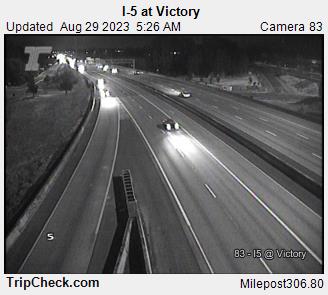 I-5 at Victory
Updated  Aug 29 2023  5:26 AM
Camera 83
T
S
83 - I5 @ Victory
TripCheck.com
Milepost306.80